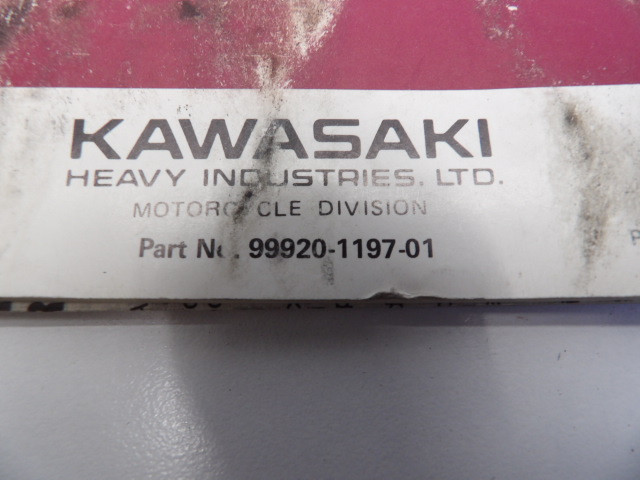 KAWASAKI
HEAVY INDUSTRIES, LTD.
MOTORCYCLE DIVISION
Part No. 99920-1197-01